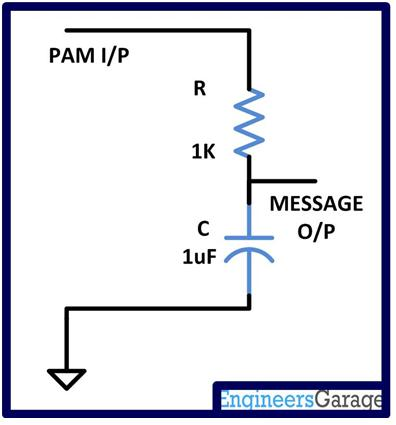 PAM I/P
R
1K
MESSAGE
O/P
C
1uF
EngineersGarage